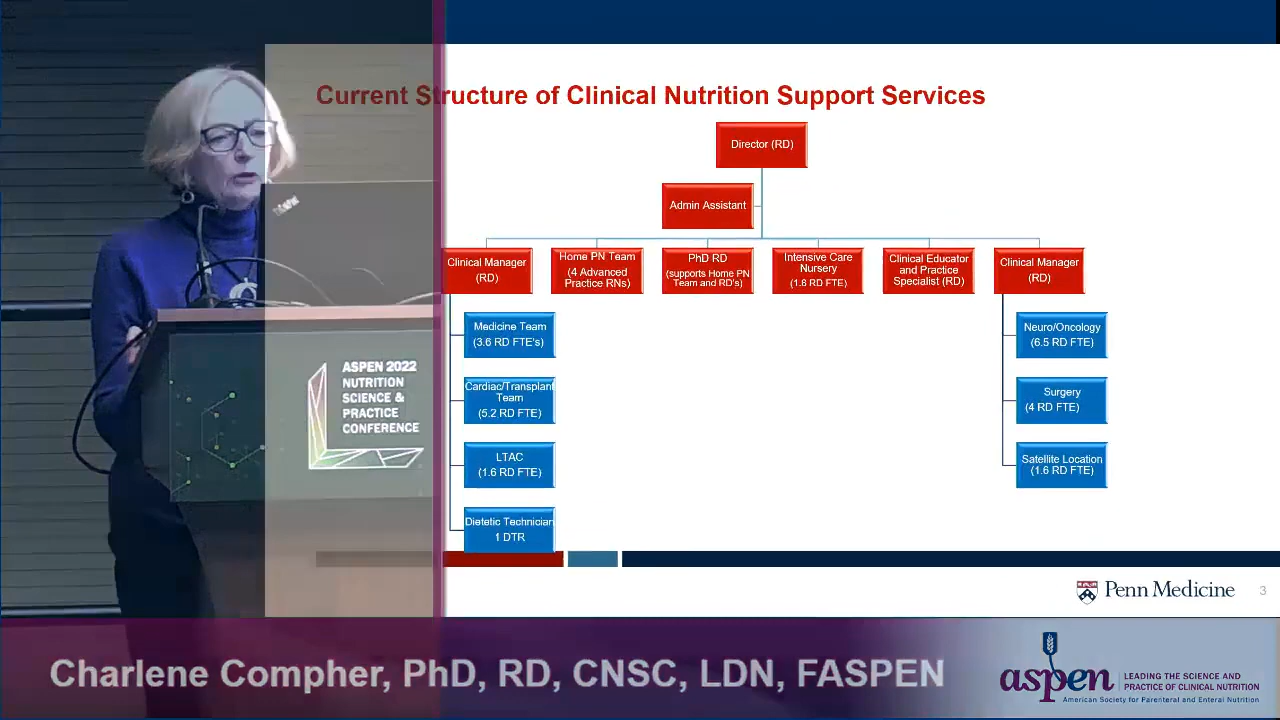 Current Structure of Clinical Nutrition Support Services
Director (RD)
Admin Assistant
Clinical Manager
(RD)
Home PN Team
(4 Advanced
Practice RNs)
PhD RD
(supports Home PN
Team and RD's)
Intensive Care
Nursery
(1.6 RD FTE)
Clinical Educator
and Practice
Specialist (RD)
Clinical Manager
(RD)
Medicine Team
(3.6 RD FTE's)
Cardiac/Transplant
Team
(5.2 RD FTE)
LTAC
(1.6 RD FTE)
Dietetic Technician
1 DTR
Neuro/Oncology
(6.5 RD FTE)
Surgery
(4 RD FTE)
Satellite Location
(1.6 RD FTE)
ASPEN 2022
NUTRITION
SCIENCE &
PRACTICE
CONFERENCE
Penn Medicine
3
Charlene Compher, PhD, RD, CNSC, LDN, FASPEN
aspen
LEADING THE SCIENCE AND
PRACTICE OF CLINICAL NUTRITION
American Society for Parenteral and Enteral Nutrition